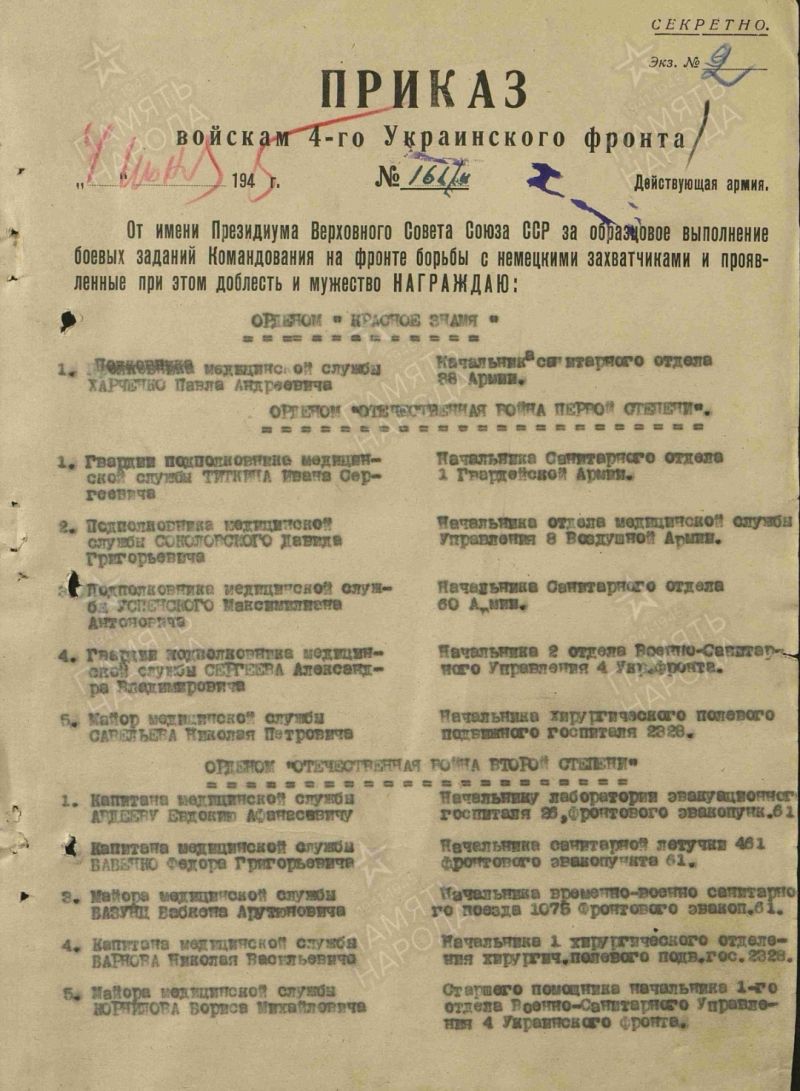 СЕКРЕТНО.
Экз. № 2
ПРИКАЗ
войскам 4-го Украинского фронта
„4“ июня 1945 г. № Действующая армия.
От имени Президиума Верховного Совета Союза ССР за образцовое выполнение
боевых заданий Командования на фронте борьбы с немецкими захватчиками и прояв-
ленные при этом доблесть и мужество НАГРАЖДАЮ:
ОРДЕНОМ " КРАСНОЕ ЗНАМЯ "
1. Полковника медицинской службы
ХАРЧЕНКО Павла Андреевича
Начальника санитарного отдела
38 Армии.
ОРДЕНОМ "ОТЕЧЕСТВЕННАЯ ВОЙНА ПЕРВОЙ СТЕПЕНИ".
1. Гвардии подполковника медицин-
ской службы Ивана Сер-
геевича
Начальника Санитарного отдела
1 Гвардейской Армии.
2. Подполковника медицинской
службы СОКОЛОВСКОГО Давида
Григорьевича
Начальника отдела медицинской службы
Управления 8 Воздушной Армии.
3. Подполковника медицинской служ-
бы УСПЕНСКОГО Максимилиана
Антоновича
Начальника Санитарного отдела
60 Армии.
4. Гвардии подполковника медицин-
ской службы СЕРГЕЕВА Александ-
ра Владимировича
Начальника 2 отдела Военно-Санитар-
ного Управления 4 Укр.фронта.
5. Майор медицинской службы
САВЕЛЬЕВА Николая Петровича
Начальника хирургического полевого
подвижного госпиталя 2328.
ОРДЕНОМ "ОТЕЧЕСТВЕННАЯ ВОЙНА ВТОРОЙ СТЕПЕНИ"
1. Капитана медицинской службы
АВДЕЕВУ Евдокию Афанасьевичу
Начальнику лаборатории эвакуационног
госпиталя 26,фронтового эвакопунк.61
Капитана медицинской службы
Федора Григорьевича
Начальника санитарной летучки 461
фронтового эвакопункта 61.
3. Майора медицинской службы
Арутюновича
Начальника временно-военно санитарно
го поезда 1075 фронтового эвакоп.61.
4. Капитана медицинской службы
Николая Васильевича
Начальника 1 хирургического отделе-
ния хирургич.полевого подв.гос.2328.
5. Майора медицинской службы
КОРНИЛОВА Бориса Михайловича
Старшего помощника начальника 1-го
отдела Военно-Санитарного Управле-
ния 4 Украинского фронта.